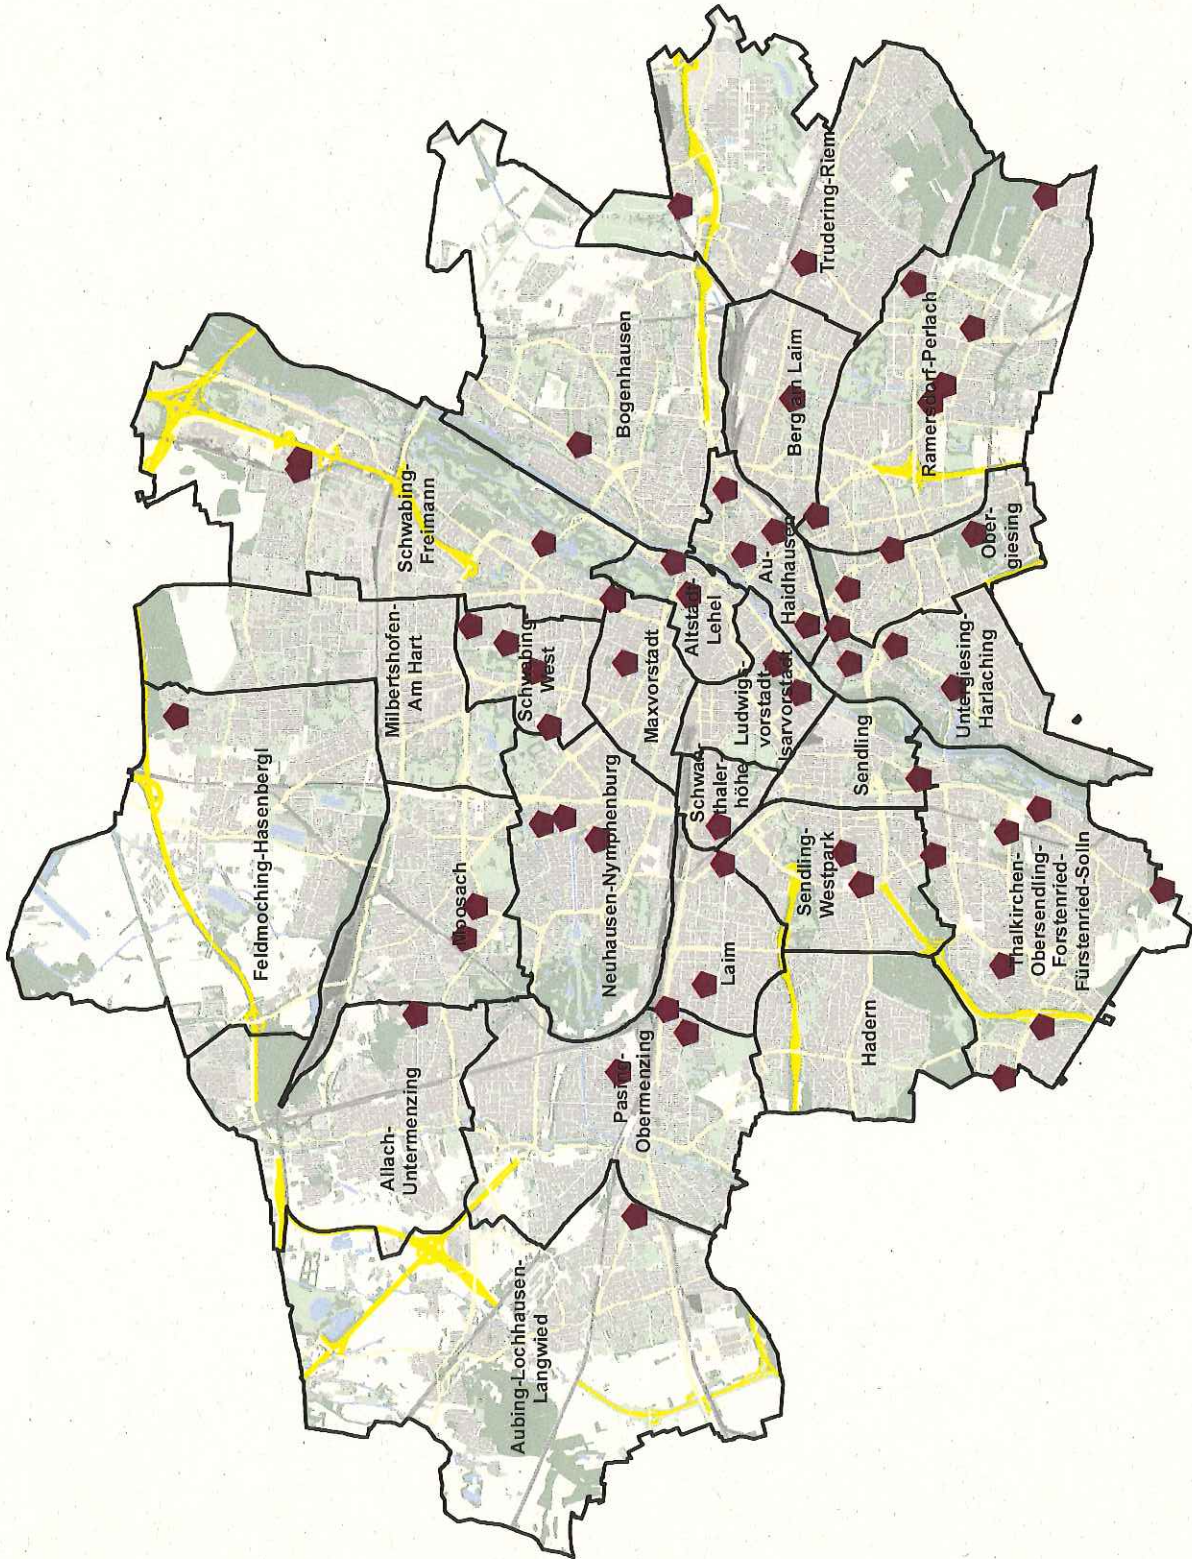 Feldmoching-Hasenbergl
Allach-
Untermenzing
Milbertshofen-
Am Hart
Schwabing-
Freimann
Moosach
Aubing-Lochhausen-
Langwied
Schwabing
West
Neuhausen-Nymphenburg
Pasing-
Obermenzing
Bogenhausen
Maxvorstadt
Altstadt-
Lehel
Schwan-
thaler-
höhe
Laim
Ludwigs-
vorstadt-
Isarvorstadt
Au-
Haidhausen
Berg am Laim
Sendling-
Westpark
Trudering-Riem
Sendling
Hadern
Ramersdorf-Perlach
Untergiesing-
Harlaching
Ober-
giesing
Thalkirchen-
Obersendling-
Forstenried-
Fürstenried-Solln